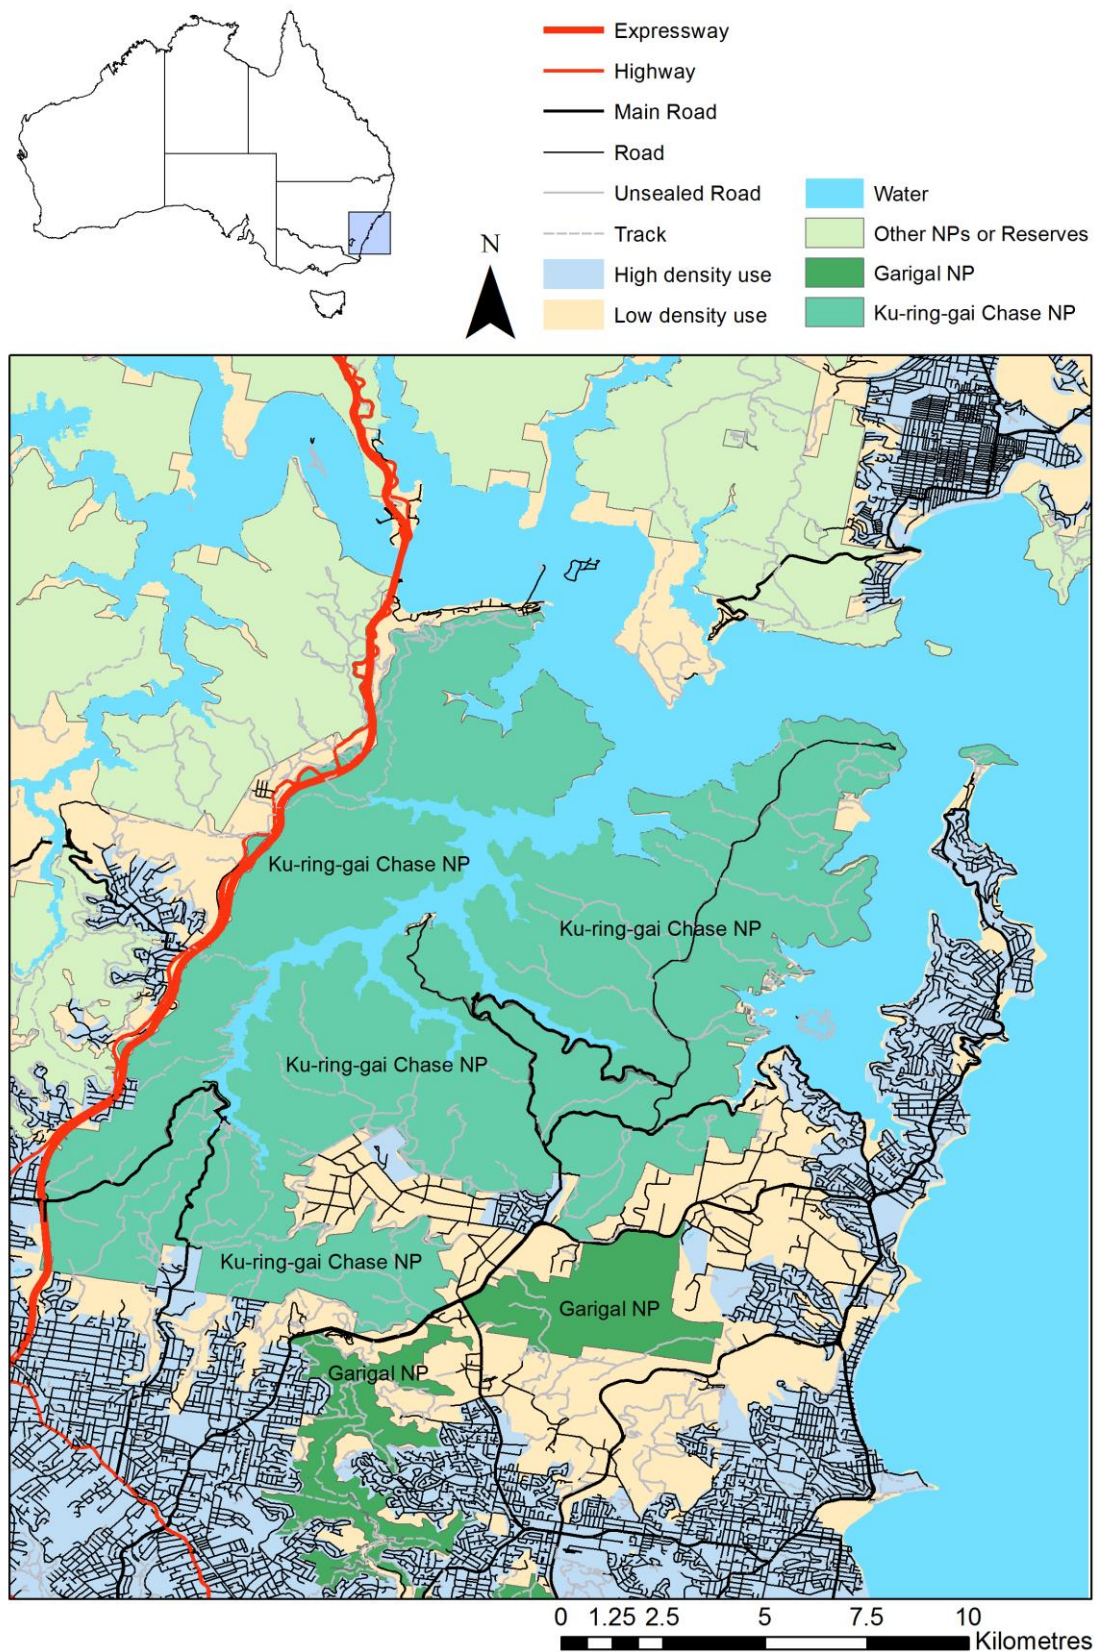 Expressway
Highway
Main Road
Road
Unsealed Road
Track
High density use
Low density use
Water
Other NPs or Reserves
Garigal NP
Ku-ring-gai Chase NP
N
Ku-ring-gai Chase NP
Ku-ring-gai Chase NP
Ku-ring-gai Chase NP
Ku-ring-gai Chase NP
Garigal NP
Garigal NP
0 1.25 2.5 5 7.5 10
Kilometres